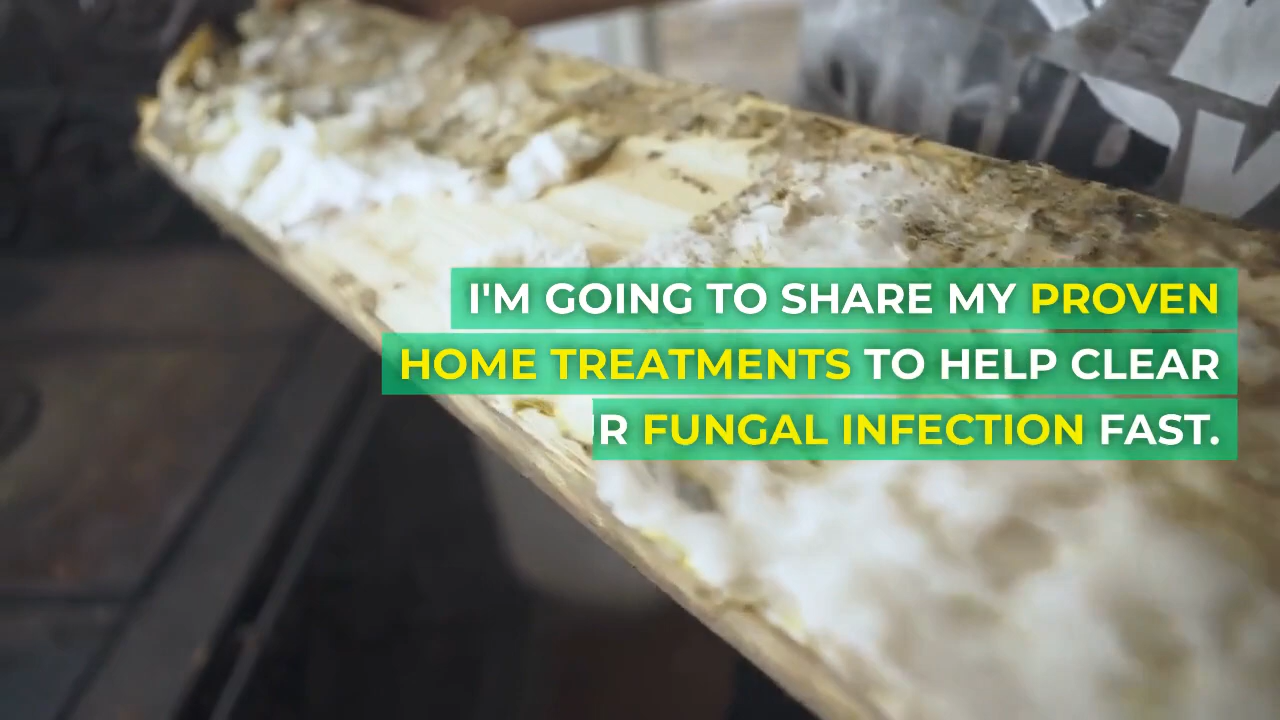 I'M GOING TO SHARE MY PROVEN
HOME TREATMENTS TO HELP CLEAR
R FUNGAL INFECTION FAST.